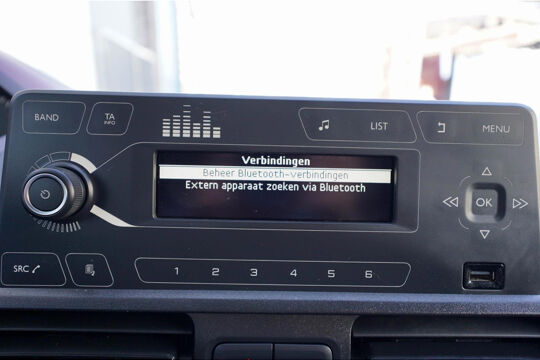 BAND
TA
INFO
LIST
MENU
Verbindingen
Beheer Bluetooth-verbindingen
Extern apparaat zoeken via Bluetooth
OK
SRC
1 2 3 4 5 6